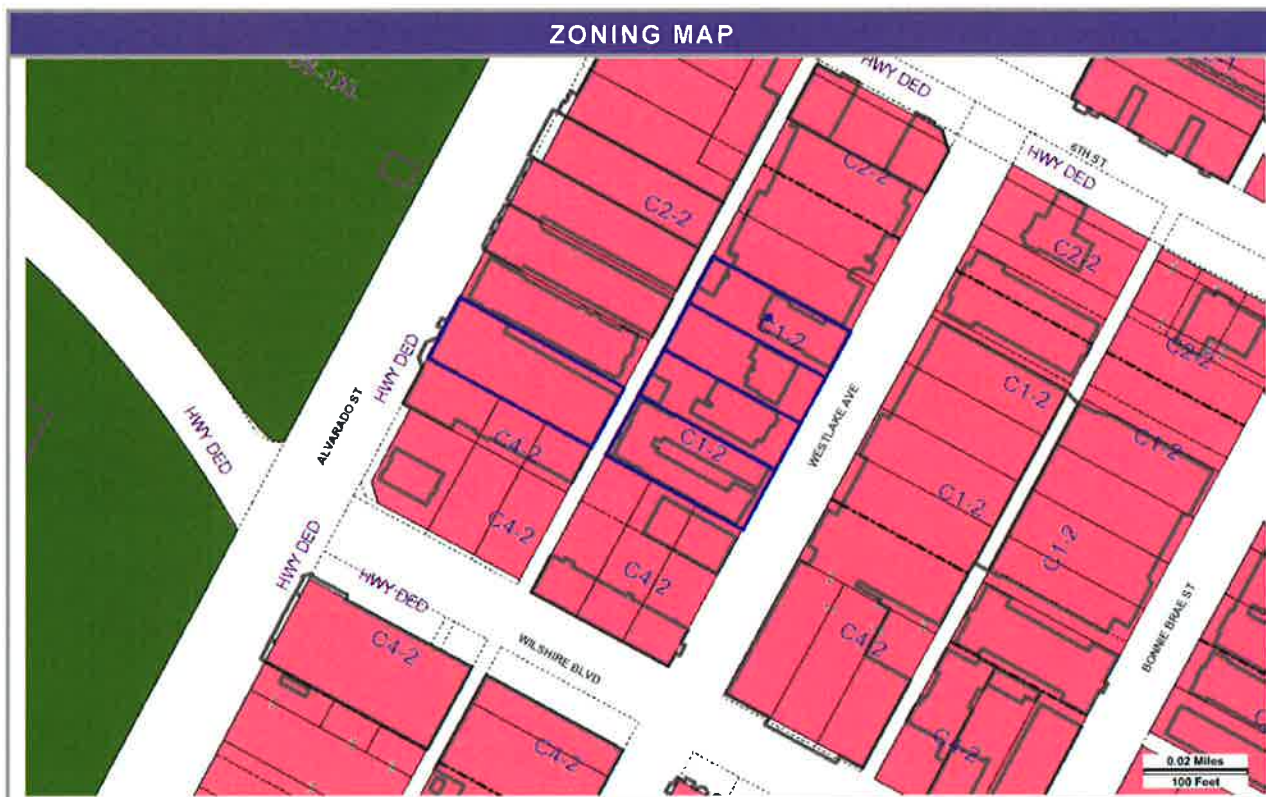 ZONING MAP
HWY DED
6TH ST
HWY DED
C2-2
C2-2
C2-2
C2-2
C1-2
C1-2
C1-2
C1-2
C1-2
C1-2
HWY DED
HWY DED
ALVARADO ST
WESTLAKE AVE
C4-2
C4-2
C4-2
C4-2
HWY DED
HWY DED
C4-2
WILSHIRE BLVD
C4-2
BONNIE BRAE ST
0.02 Miles
100 Feet